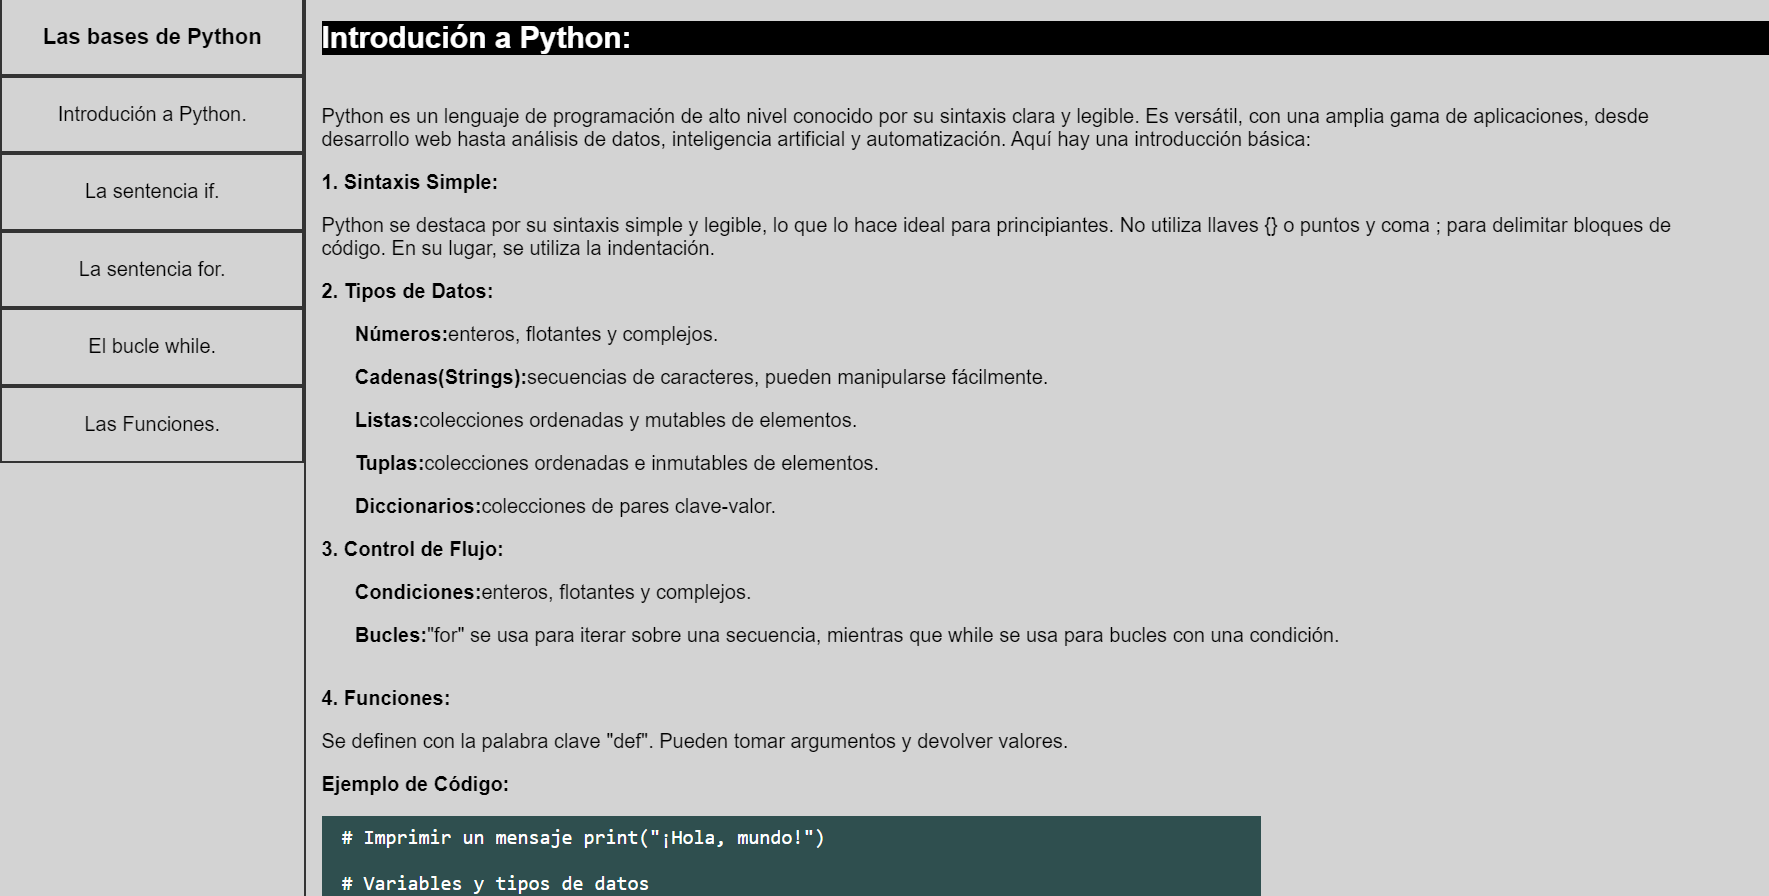 Las bases de Python
Introdución a Python.
La sentencia if.
La sentencia for.
El bucle while.
Las Funciones.
Introdución a Python:
Python es un lenguaje de programación de alto nivel conocido por su sintaxis clara y legible. Es versátil, con una amplia gama de aplicaciones, desde
desarrollo web hasta análisis de datos, inteligencia artificial y automatización. Aquí hay una introducción básica:
1. Sintaxis Simple:
Python se destaca por su sintaxis simple y legible, lo que lo hace ideal para principiantes. No utiliza llaves {} o puntos y coma ; para delimitar bloques de
código. En su lugar, se utiliza la indentación.
2. Tipos de Datos:
Números:enteros, flotantes y complejos.
Cadenas(Strings):secuencias de caracteres, pueden manipularse fácilmente.
Listas:colecciones ordenadas y mutables de elementos.
Tuplas:colecciones ordenadas e inmutables de elementos.
Diccionarios:colecciones de pares clave-valor.
3. Control de Flujo:
Condiciones:enteros, flotantes y complejos.
Bucles:"for" se usa para iterar sobre una secuencia, mientras que while se usa para bucles con una condición.
4. Funciones:
Se definen con la palabra clave "def". Pueden tomar argumentos y devolver valores.
Ejemplo de Código:
# Imprimir un mensaje print("¡Hola, mundo!")
# Variables y tipos de datos